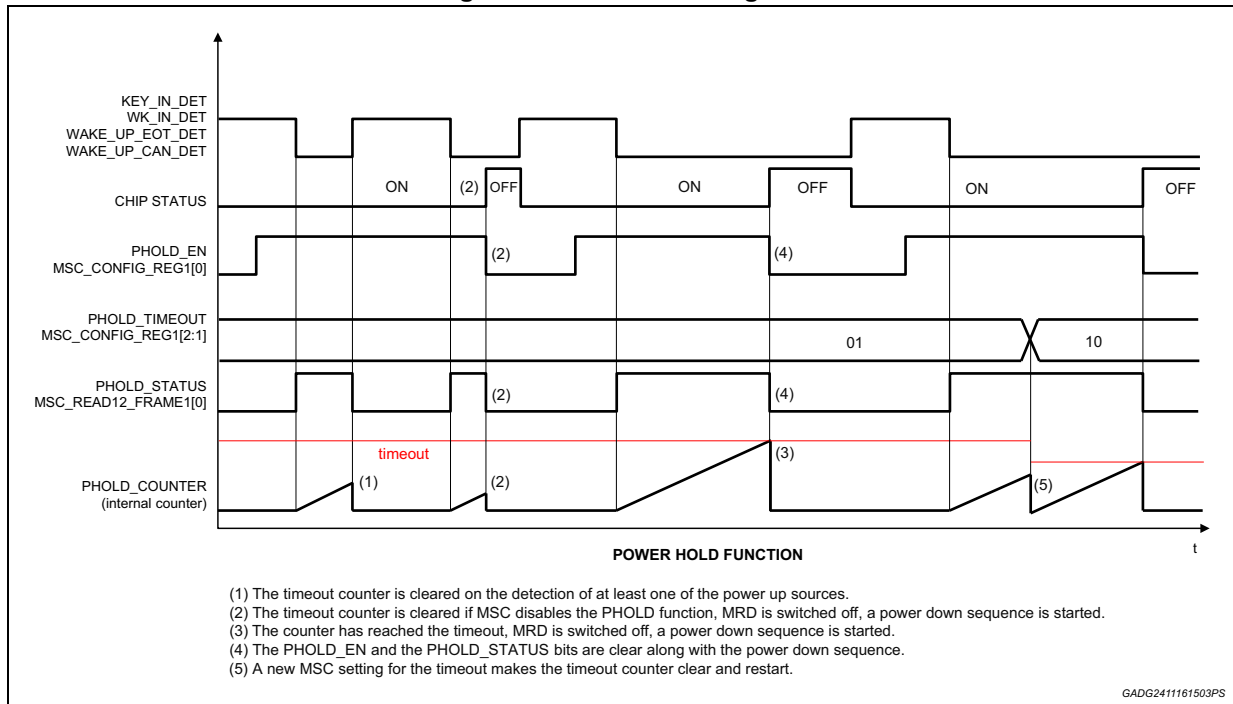 KEY_IN_DET
WK_IN_DET
WAKE_UP_EOT_DET
WAKE_UP_CAN_DET
ON (2) OFF ON OFF ON OFF
CHIP STATUS
PHOLD_EN
MSC_CONFIG_REG1[0]
(2) (4)
PHOLD_TIMEOUT
MSC_CONFIG_REG1[2:1]
01 10
PHOLD_STATUS
MSC_READ12_FRAME1[0]
(2) (4)
timeout
(3)
PHOLD_COUNTER
(internal counter)
(1) (2) (5)
t
POWER HOLD FUNCTION
(1) The timeout counter is cleared on the detection of at least one of the power up sources.
(2) The timeout counter is cleared if MSC disables the PHOLD function, MRD is switched off, a power down sequence is started.
(3) The counter has reached the timeout, MRD is switched off, a power down sequence is started.
(4) The PHOLD_EN and the PHOLD_STATUS bits are clear along with the power down sequence.
(5) A new MSC setting for the timeout makes the timeout counter clear and restart.
GADG2411161503PS